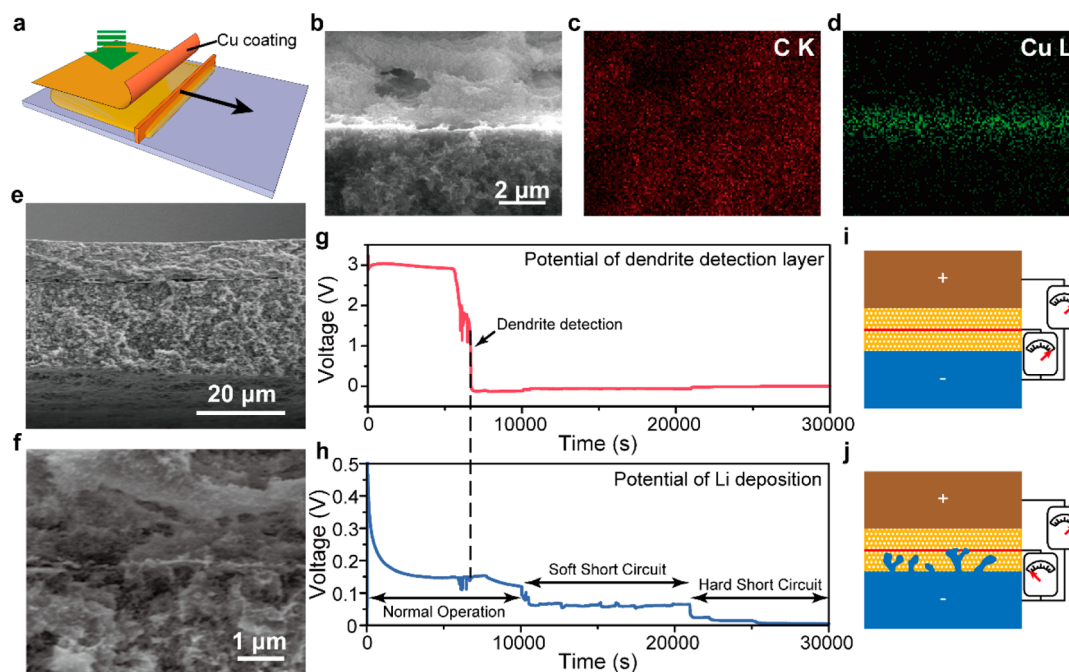 a
Cu coating
b
2 µm
c
C K
d
Cu L
e
20 µm
f
1 µm
g
Potential of dendrite detection layer
Voltage (V)
3
2
1
0
Dendrite detection
0
10000
20000
30000
Time (s)
h
Potential of Li deposition
Voltage (V)
0.5
0.4
0.3
0.2
0.1
0
Soft Short Circuit
Hard Short Circuit
Normal Operation
0
10000
20000
30000
Time (s)
i
+
-
j
+
-